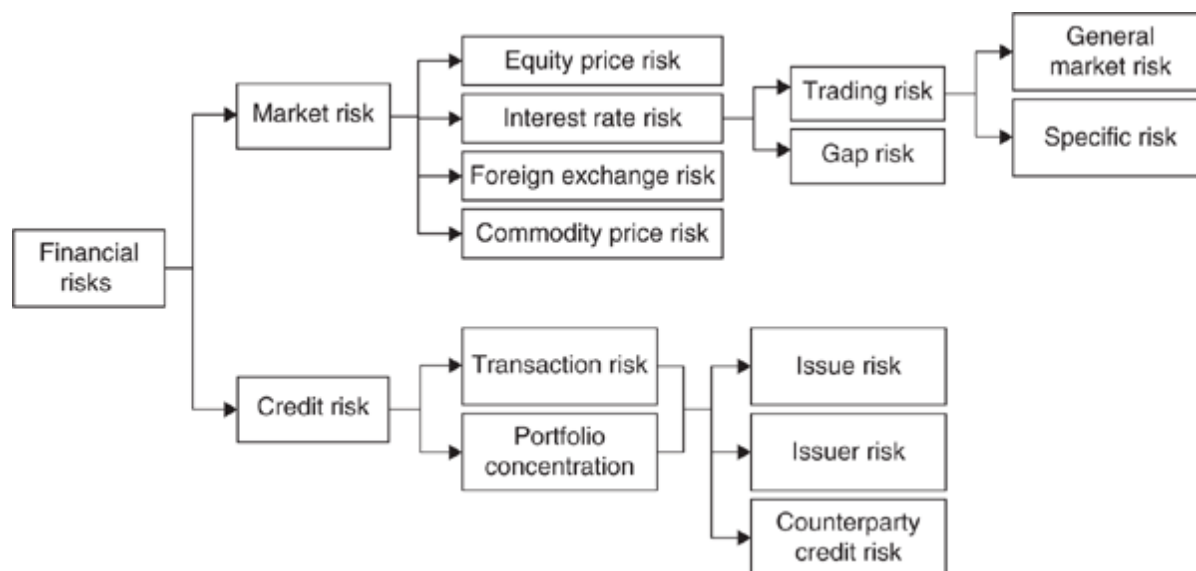 Financial
risks
Market risk
Equity price risk
Interest rate risk
Foreign exchange risk
Commodity price risk
Trading risk
Gap risk
General
market risk
Specific risk
Credit risk
Transaction risk
Portfolio
concentration
Issue risk
Issuer risk
Counterparty
credit risk